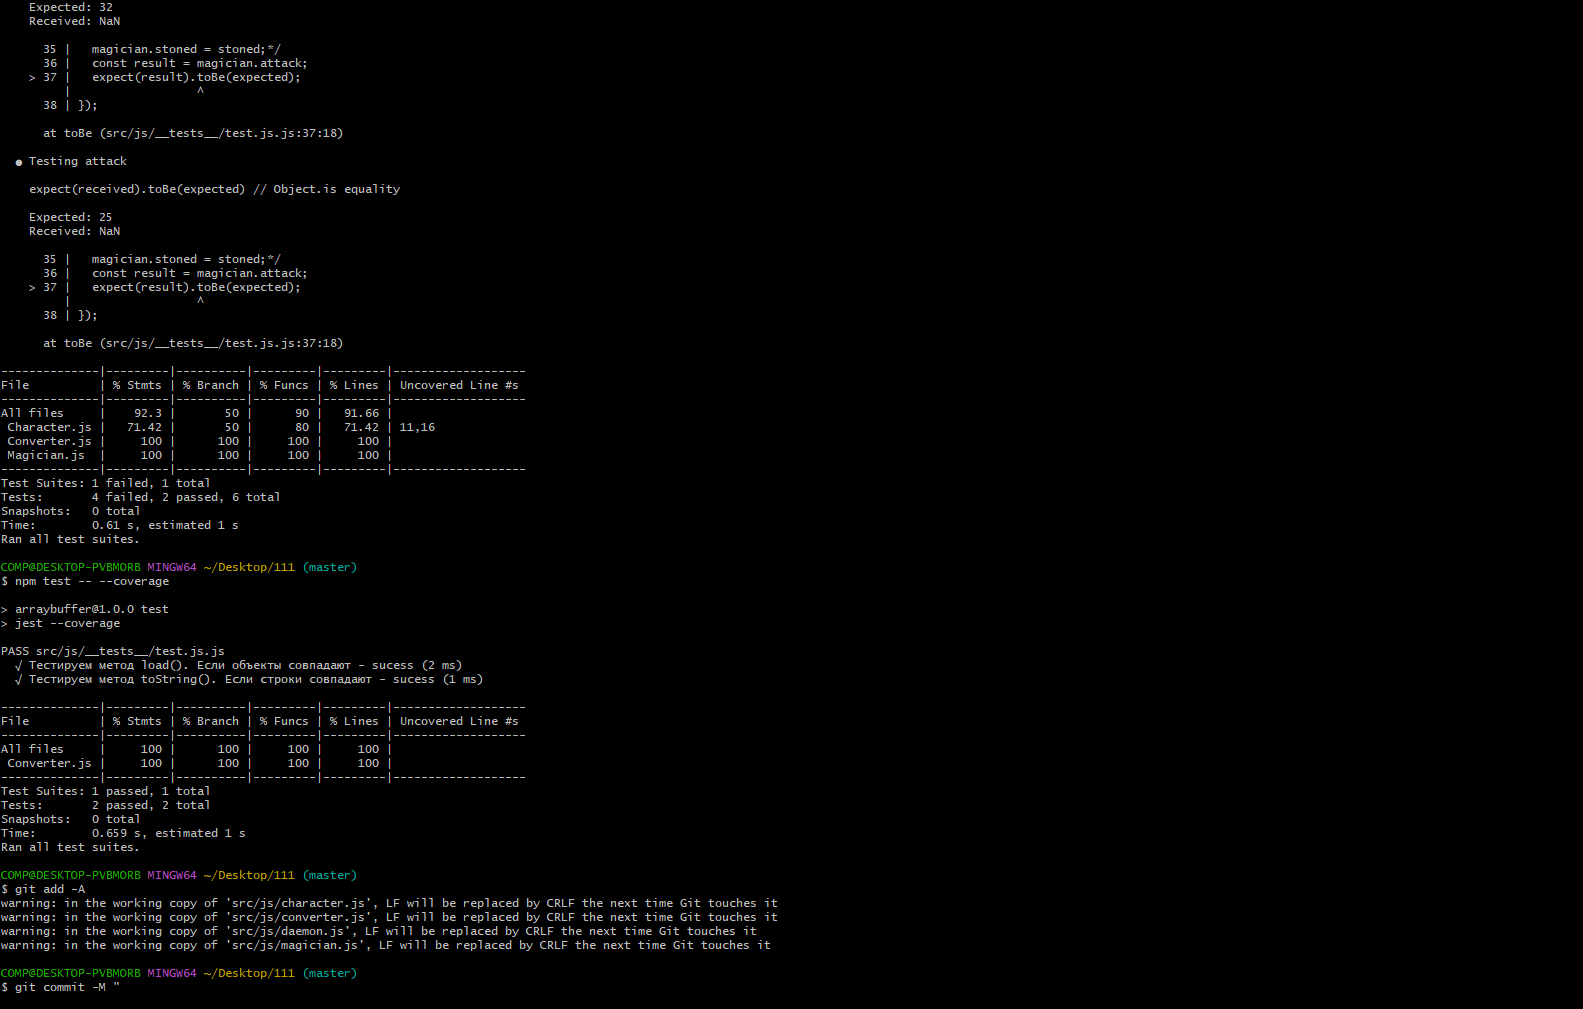 Expected: 32
Received: NaN
35 |   magician.stoned = stoned;*/
36 |   const result = magician.attack;
> 37 |   expect(result).toBe(expected);
|                  ^
38 | });
at toBe (src/js/__tests__/test.js.js:37:18)
● Testing attack
expect(received).toBe(expected) // Object.is equality
Expected: 25
Received: NaN
35 |   magician.stoned = stoned;*/
36 |   const result = magician.attack;
> 37 |   expect(result).toBe(expected);
|                  ^
38 | });
at toBe (src/js/__tests__/test.js.js:37:18)
--------------|---------|----------|---------|---------|-------------------
File          | % Stmts | % Branch | % Funcs | % Lines | Uncovered Line #s
--------------|---------|----------|---------|---------|-------------------
All files     |    92.3 |       50 |      90 |   91.66 |
Character.js |   71.42 |       50 |      80 |   71.42 | 11,16
Converter.js |     100 |      100 |     100 |     100 |
Magician.js  |     100 |      100 |     100 |     100 |
--------------|---------|----------|---------|---------|-------------------
Test Suites: 1 failed, 1 total
Tests:       4 failed, 2 passed, 6 total
Snapshots:   0 total
Time:        0.61 s, estimated 1 s
Ran all test suites.
COMP@DESKTOP-PVBMORB MINGW64 ~/Desktop/111 (master)
$ npm test -- --coverage
> arraybuffer@1.0.0 test
> jest --coverage
PASS src/js/__tests__/test.js.js
√ Тестируем метод load(). Если объекты совпадают - sucess (2 ms)
√ Тестируем метод toString(). Если строки совпадают - sucess (1 ms)
--------------|---------|----------|---------|---------|-------------------
File          | % Stmts | % Branch | % Funcs | % Lines | Uncovered Line #s
--------------|---------|----------|---------|---------|-------------------
All files     |     100 |      100 |     100 |     100 |
Converter.js |     100 |      100 |     100 |     100 |
--------------|---------|----------|---------|---------|-------------------
Test Suites: 1 passed, 1 total
Tests:       2 passed, 2 total
Snapshots:   0 total
Time:        0.659 s, estimated 1 s
Ran all test suites.
COMP@DESKTOP-PVBMORB MINGW64 ~/Desktop/111 (master)
$ git add -A
warning: in the working copy of 'src/js/character.js', LF will be replaced by CRLF the next time Git touches it
warning: in the working copy of 'src/js/converter.js', LF will be replaced by CRLF the next time Git touches it
warning: in the working copy of 'src/js/daemon.js', LF will be replaced by CRLF the next time Git touches it
warning: in the working copy of 'src/js/magician.js', LF will be replaced by CRLF the next time Git touches it
COMP@DESKTOP-PVBMORB MINGW64 ~/Desktop/111 (master)
$ git commit -M "